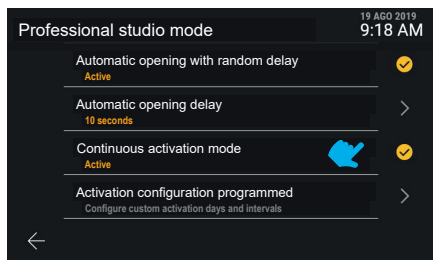 Professional studio mode
19 AGO 2019
9:18 AM
Automatic opening with random delay
Active
Automatic opening delay
10 seconds
Continuous activation mode
Active
Activation configuration programmed
Configure custom activation days and intervals